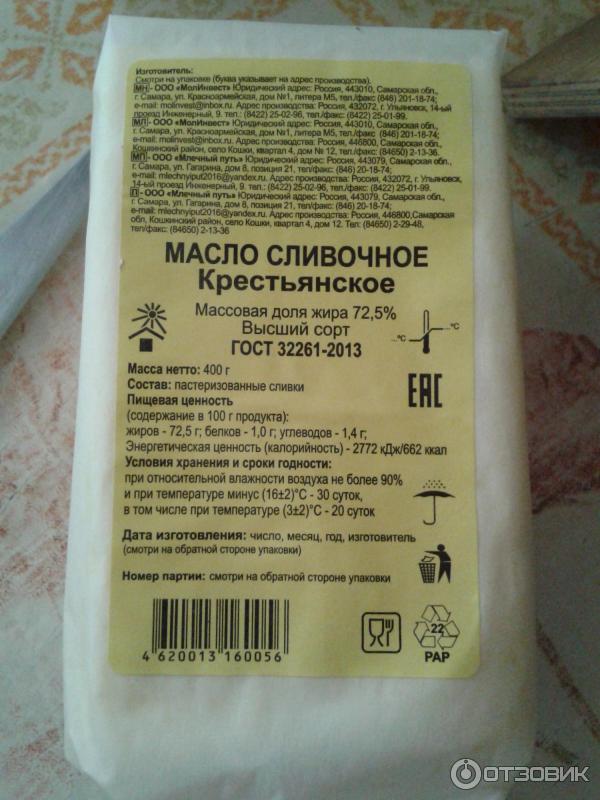 Изготовитель:
Смотри на упаковке (буква указывает на адрес производства).
МН - ООО «МолИнвест» Юридический адрес: Россия, 443010, Самарская обл.,
г. Самара, ул. Красноармейская, дом №1, литера М5, тел./факс (846) 201-18-74;
e-mail: molinvest@inbox.ru. Адрес производства: Россия, 432072, г. Ульяновск, 14-ый
проезд Инженерный, 9. тел.: (8422) 25-02-96, тел/факс: (8422) 25-01-99.
МЛ - ООО «МолИнвест» Юридический адрес: Россия, 443010, Самарская обл.,
г. Самара, ул. Красноармейская, дом №1, литера М5, тел./факс: (846) 201-18-74;
e-mail: molinvest@inbox.ru. Адрес производства: Россия, 446800, Самарская обл.,
Кошкинский район, село Кошки, квартал 4, дом № 12, тел/факс: (84650) 2-13-36.
МП - ООО «Млечный путь» Юридический адрес: Россия, 443079, Самарская обл.,
г. Самара, ул. Гагарина, дом 8, позиция 21, тел/факс: (846) 20-18-74;
e-mail: mlechnyiput2016@yandex.ru. Адрес производства: Россия, 432072, г. Ульяновск,
14-ый проезд Инженерный, 9. тел.: (8422) 25-02-96, тел/факс: (8422) 25-01-99.
П - ООО «Млечный путь» Юридический адрес: Россия, 443079, Самарская обл.,
г. Самара, ул. Гагарина, дом 8, позиция 21, тел/факс: (846) 20-18-74;
e-mail: mlechnyiput2016@yandex.ru. Адрес производства: Россия, 446800,Самарская
обл, Кошкинский район, село Кошки, квартал 4, дом 12. Тел: (84650) 2-29-48,
тел/факс: (84650) 2-13-36
МАСЛО СЛИВОЧНОЕ
Крестьянское
Массовая доля жира 72,5%
Высший сорт
ГОСТ 32261-2013
...°C
...°C
Масса нетто: 400 г
Состав: пастеризованные сливки
Пищевая ценность
(содержание в 100 г продукта):
жиров - 72,5 г; белков - 1,0 г; углеводов - 1,4 г;
Энергетическая ценность (калорийность) - 2772 кДж/662 ккал
ЕАС
Условия хранения и сроки годности:
при относительной влажности воздуха не более 90%
и при температуре минус (16±2)°С - 30 суток,
в том числе при температуре (3±2)°С - 20 суток
Дата изготовления: число, месяц, год, изготовитель
(смотри на обратной стороне упаковки)
Номер партии: смотри на обратной стороне упаковки
4 620013 160056
22
PAP
ОТЗОВИК